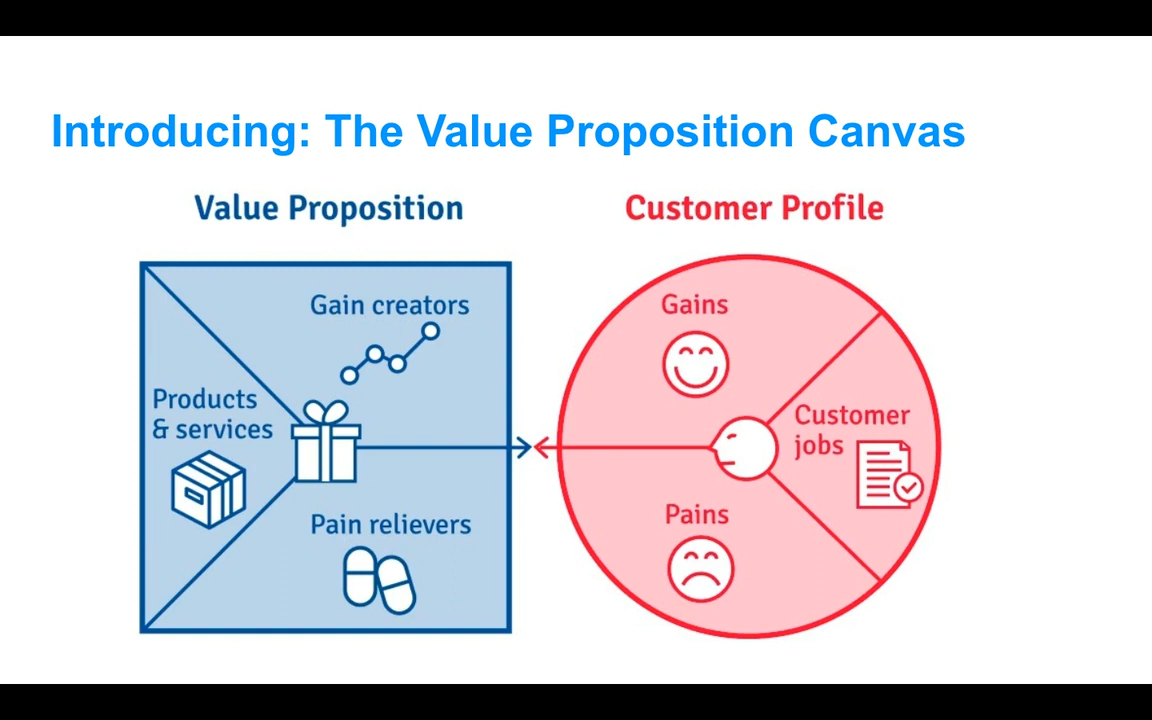 Introducing: The Value Proposition Canvas
Value Proposition
Customer Profile
Gain creators
Products
& services
Pain relievers
Gains
Customer
jobs
Pains